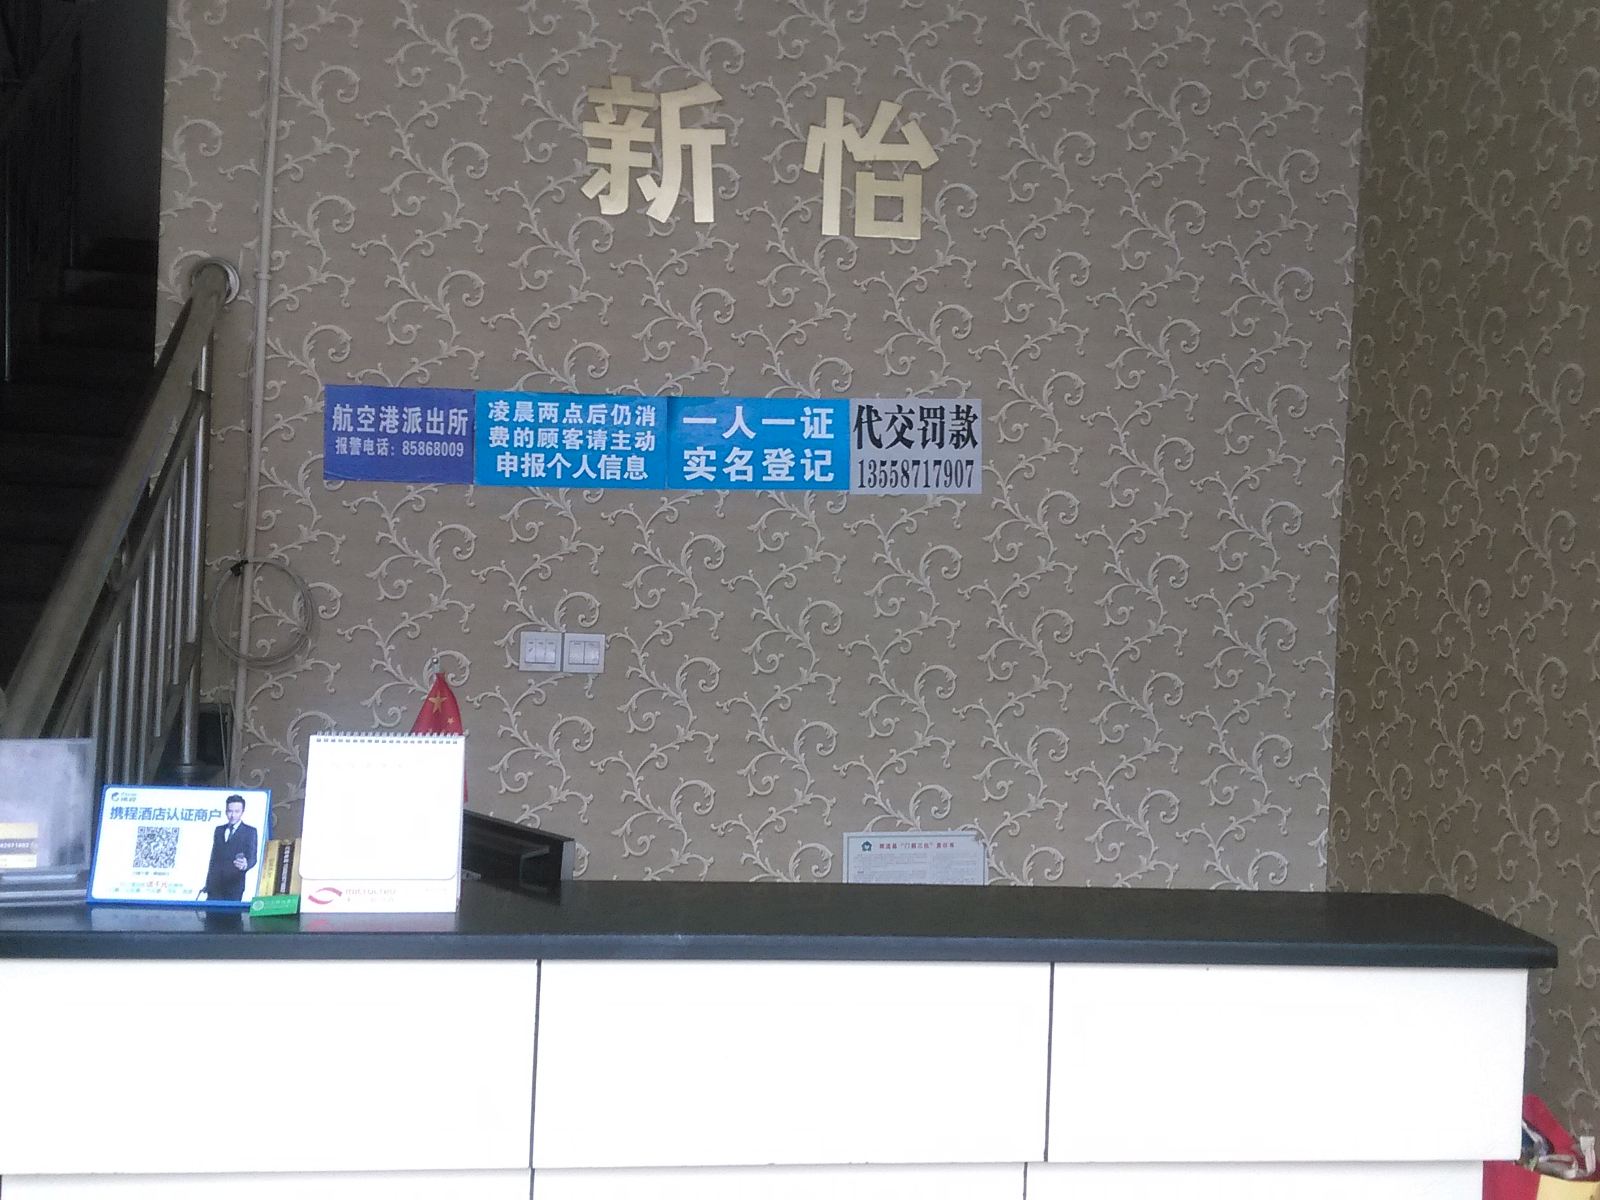 新怡
航空港派出所
报警电话：85868009
凌晨两点后仍消
费的顾客请主动
申报个人信息
一人一证
实名登记
代交罚款
13558717907
携程
携程酒店认证商户